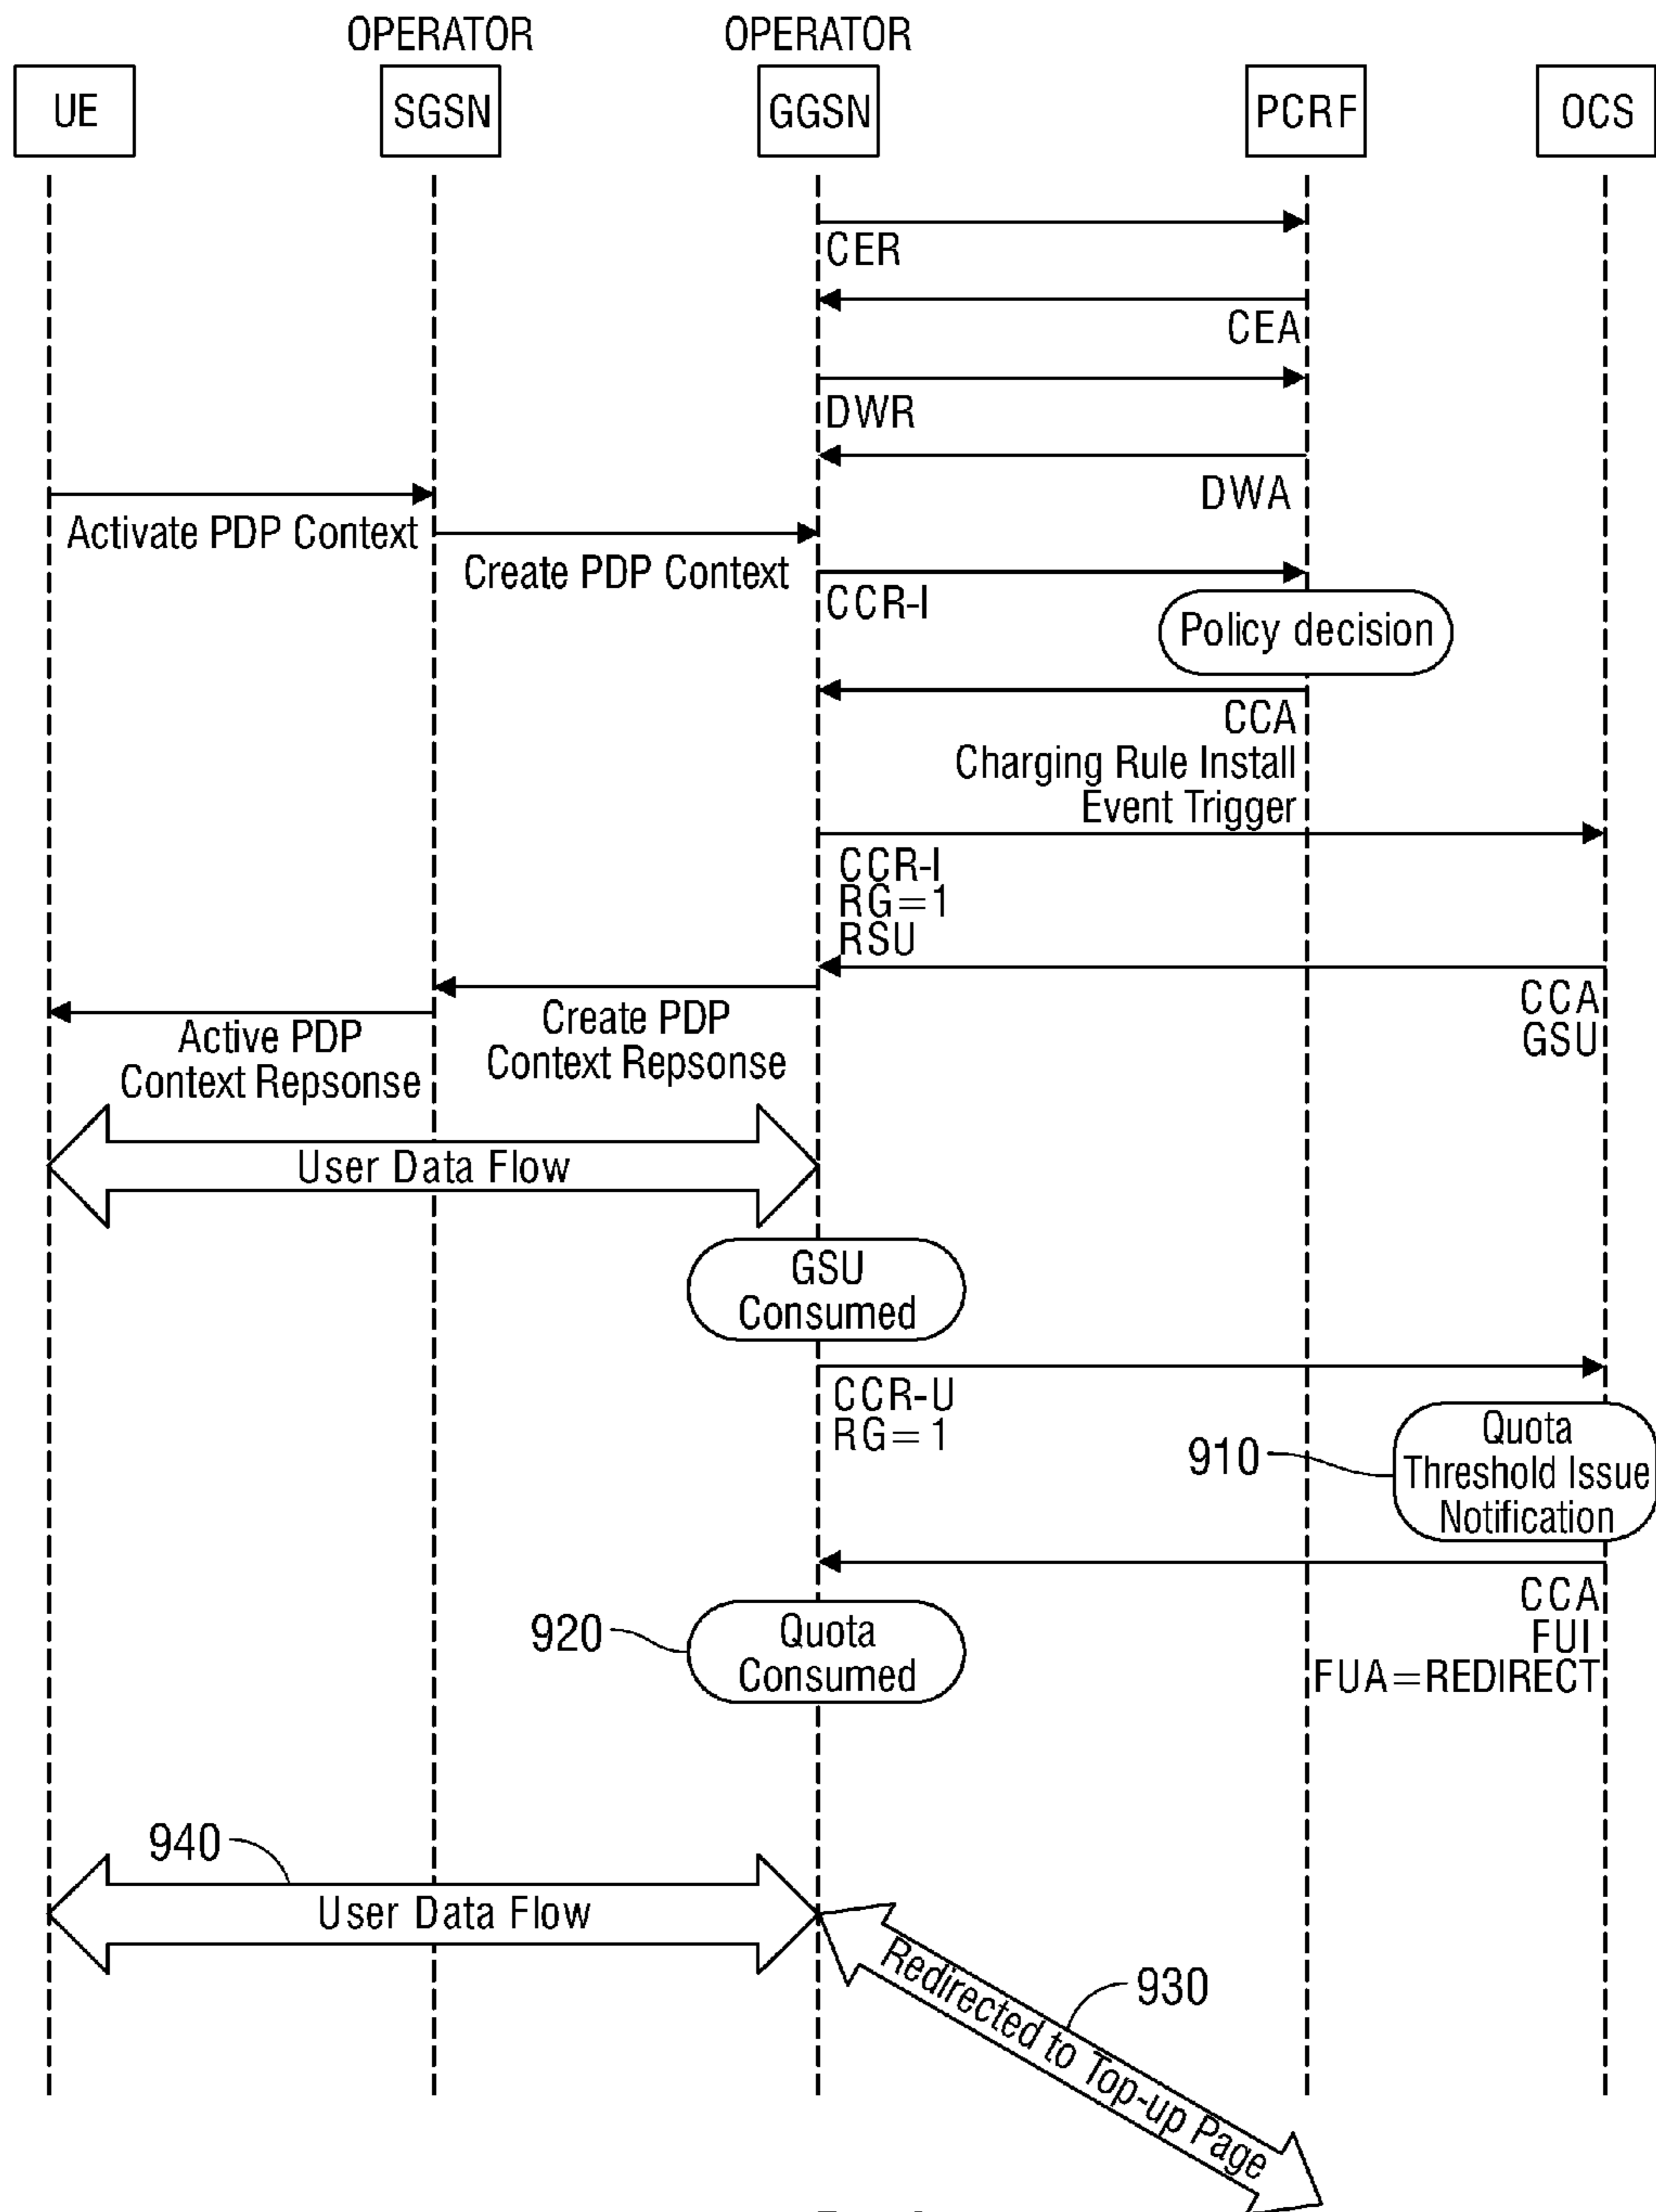 OPERATOR
OPERATOR
UE
SGSN
GGSN
PCRF
OCS
CER
CEA
DWR
DWA
Activate PDP Context
Create PDP Context
CCR-I
Policy decision
CCA
Charging Rule Install
Event Trigger
CCR-I
RG=1
RSU
CCA
GSU
Create PDP
Context Repsonse
Active PDP
Context Repsonse
User Data Flow
GSU
Consumed
CCR-U
RG=1
910
Quota
Threshold Issue
Notification
CCA
FUI
FUA=REDIRECT
920
Quota
Consumed
940
User Data Flow
930
Redirected to Top-up Page